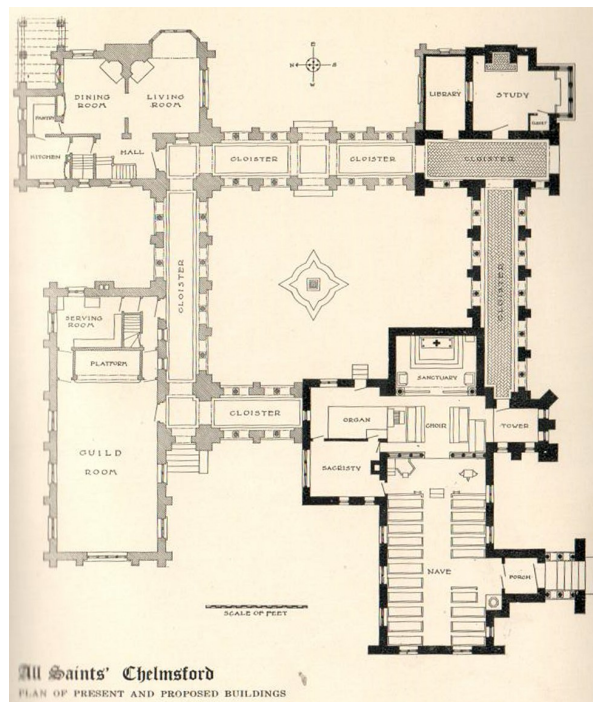 E
N
S
W
DINING
ROOM
LIVING
ROOM
PANTRY
KITCHEN
HALL
LIBRARY
STUDY
CLOSET
CLOISTER
CLOISTER
CLOISTER
CLOISTER
CLOISTER
SERVING
ROOM
PLATFORM
SANCTUARY
CLOISTER
ORGAN
CHOIR
TOWER
GUILD
ROOM
SACRISTY
NAVE
PORCH
SCALE OF FEET
All Saints' Chelmsford
PLAN OF PRESENT AND PROPOSED BUILDINGS